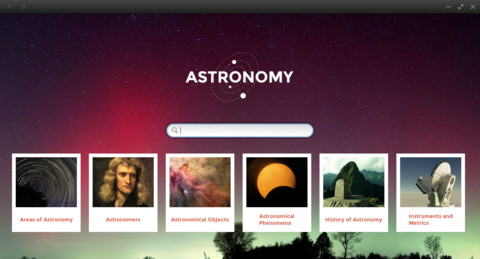 ASTRONOMY
Areas of Astronomy
Astronomers
Astronomical Objects
Astronomical
Phenomena
History of Astronomy
Instruments and
Metrics